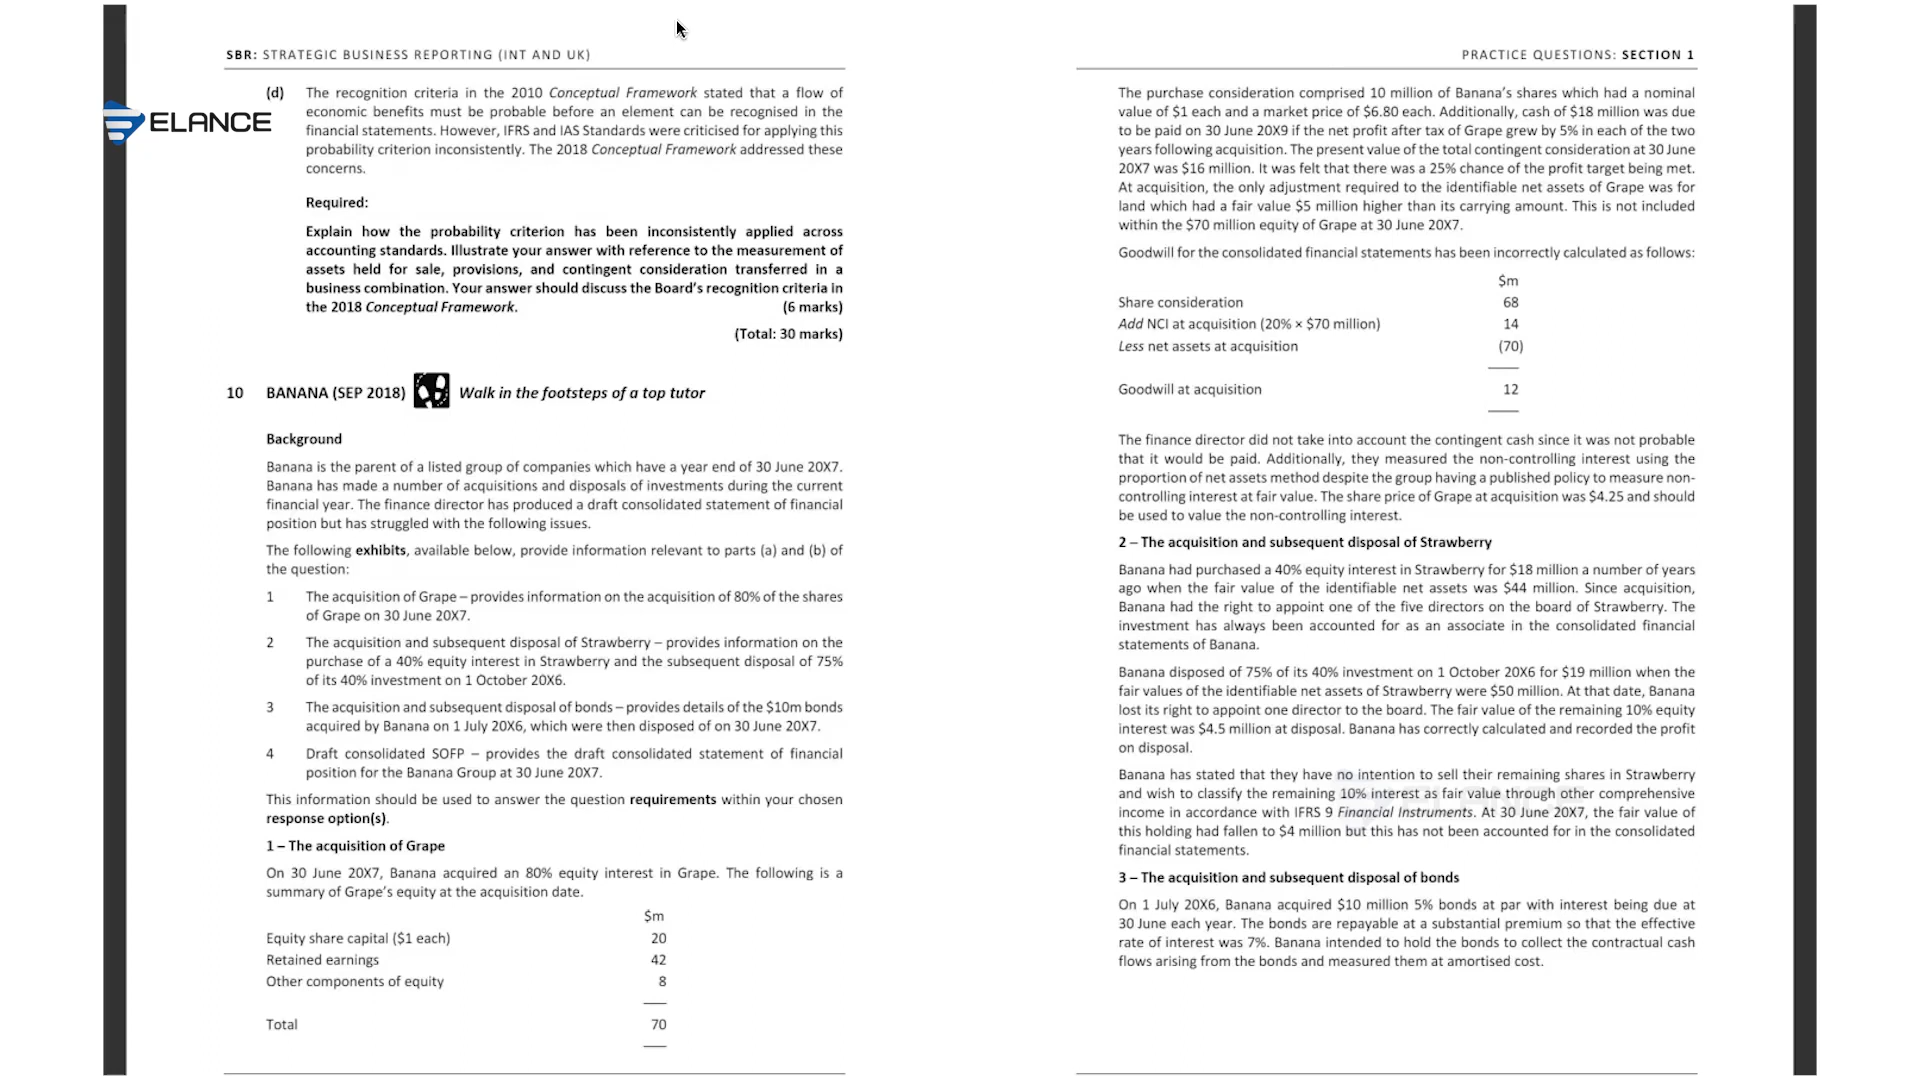 SBR: STRATEGIC BUSINESS REPORTING (INT AND UK)
(d) The recognition criteria in the 2010 Conceptual Framework stated that a flow of
economic benefits must be probable before an element can be recognised in the
financial statements. However, IFRS and IAS Standards were criticised for applying this
probability criterion inconsistently. The 2018 Conceptual Framework addressed these
concerns.
ELANCE
Required:
Explain how the probability criterion has been inconsistently applied across
accounting standards. Illustrate your answer with reference to the measurement of
assets held for sale, provisions, and contingent consideration transferred in a
business combination. Your answer should discuss the Board's recognition criteria in
the 2018 Conceptual Framework. (6 marks)
(Total: 30 marks)
10 BANANA (SEP 2018) Walk in the footsteps of a top tutor
Background
Banana is the parent of a listed group of companies which have a year end of 30 June 20X7.
Banana has made a number of acquisitions and disposals of investments during the current
financial year. The finance director has produced a draft consolidated statement of financial
position but has struggled with the following issues.
The following exhibits, available below, provide information relevant to parts (a) and (b) of
the question:
1 The acquisition of Grape – provides information on the acquisition of 80% of the shares
of Grape on 30 June 20X7.
2 The acquisition and subsequent disposal of Strawberry – provides information on the
purchase of a 40% equity interest in Strawberry and the subsequent disposal of 75%
of its 40% investment on 1 October 20X6.
3 The acquisition and subsequent disposal of bonds – provides details of the $10m bonds
acquired by Banana on 1 July 20X6, which were then disposed of on 30 June 20X7.
4 Draft consolidated SOFP – provides the draft consolidated statement of financial
position for the Banana Group at 30 June 20X7.
This information should be used to answer the question requirements within your chosen
response option(s).
1 – The acquisition of Grape
On 30 June 20X7, Banana acquired an 80% equity interest in Grape. The following is a
summary of Grape's equity at the acquisition date.
$m
Equity share capital ($1 each) 20
Retained earnings 42
Other components of equity 8
Total 70
PRACTICE QUESTIONS: SECTION 1
The purchase consideration comprised 10 million of Banana's shares which had a nominal
value of $1 each and a market price of $6.80 each. Additionally, cash of $18 million was due
to be paid on 30 June 20X9 if the net profit after tax of Grape grew by 5% in each of the two
years following acquisition. The present value of the total contingent consideration at 30 June
20X7 was $16 million. It was felt that there was a 25% chance of the profit target being met.
At acquisition, the only adjustment required to the identifiable net assets of Grape was for
land which had a fair value $5 million higher than its carrying amount. This is not included
within the $70 million equity of Grape at 30 June 20X7.
Goodwill for the consolidated financial statements has been incorrectly calculated as follows:
$m
Share consideration 68
Add NCI at acquisition (20% × $70 million) 14
Less net assets at acquisition (70)
Goodwill at acquisition 12
The finance director did not take into account the contingent cash since it was not probable
that it would be paid. Additionally, they measured the non-controlling interest using the
proportion of net assets method despite the group having a published policy to measure non-
controlling interest at fair value. The share price of Grape at acquisition was $4.25 and should
be used to value the non-controlling interest.
2 – The acquisition and subsequent disposal of Strawberry
Banana had purchased a 40% equity interest in Strawberry for $18 million a number of years
ago when the fair value of the identifiable net assets was $44 million. Since acquisition,
Banana had the right to appoint one of the five directors on the board of Strawberry. The
investment has always been accounted for as an associate in the consolidated financial
statements of Banana.
Banana disposed of 75% of its 40% investment on 1 October 20X6 for $19 million when the
fair values of the identifiable net assets of Strawberry were $50 million. At that date, Banana
lost its right to appoint one director to the board. The fair value of the remaining 10% equity
interest was $4.5 million at disposal. Banana has correctly calculated and recorded the profit
on disposal.
Banana has stated that they have no intention to sell their remaining shares in Strawberry
and wish to classify the remaining 10% interest as fair value through other comprehensive
income in accordance with IFRS 9 Financial Instruments. At 30 June 20X7, the fair value of
this holding had fallen to $4 million but this has not been accounted for in the consolidated
financial statements.
3 – The acquisition and subsequent disposal of bonds
On 1 July 20X6, Banana acquired $10 million 5% bonds at par with interest being due at
30 June each year. The bonds are repayable at a substantial premium so that the effective
rate of interest was 7%. Banana intended to hold the bonds to collect the contractual cash
flows arising from the bonds and measured them at amortised cost.